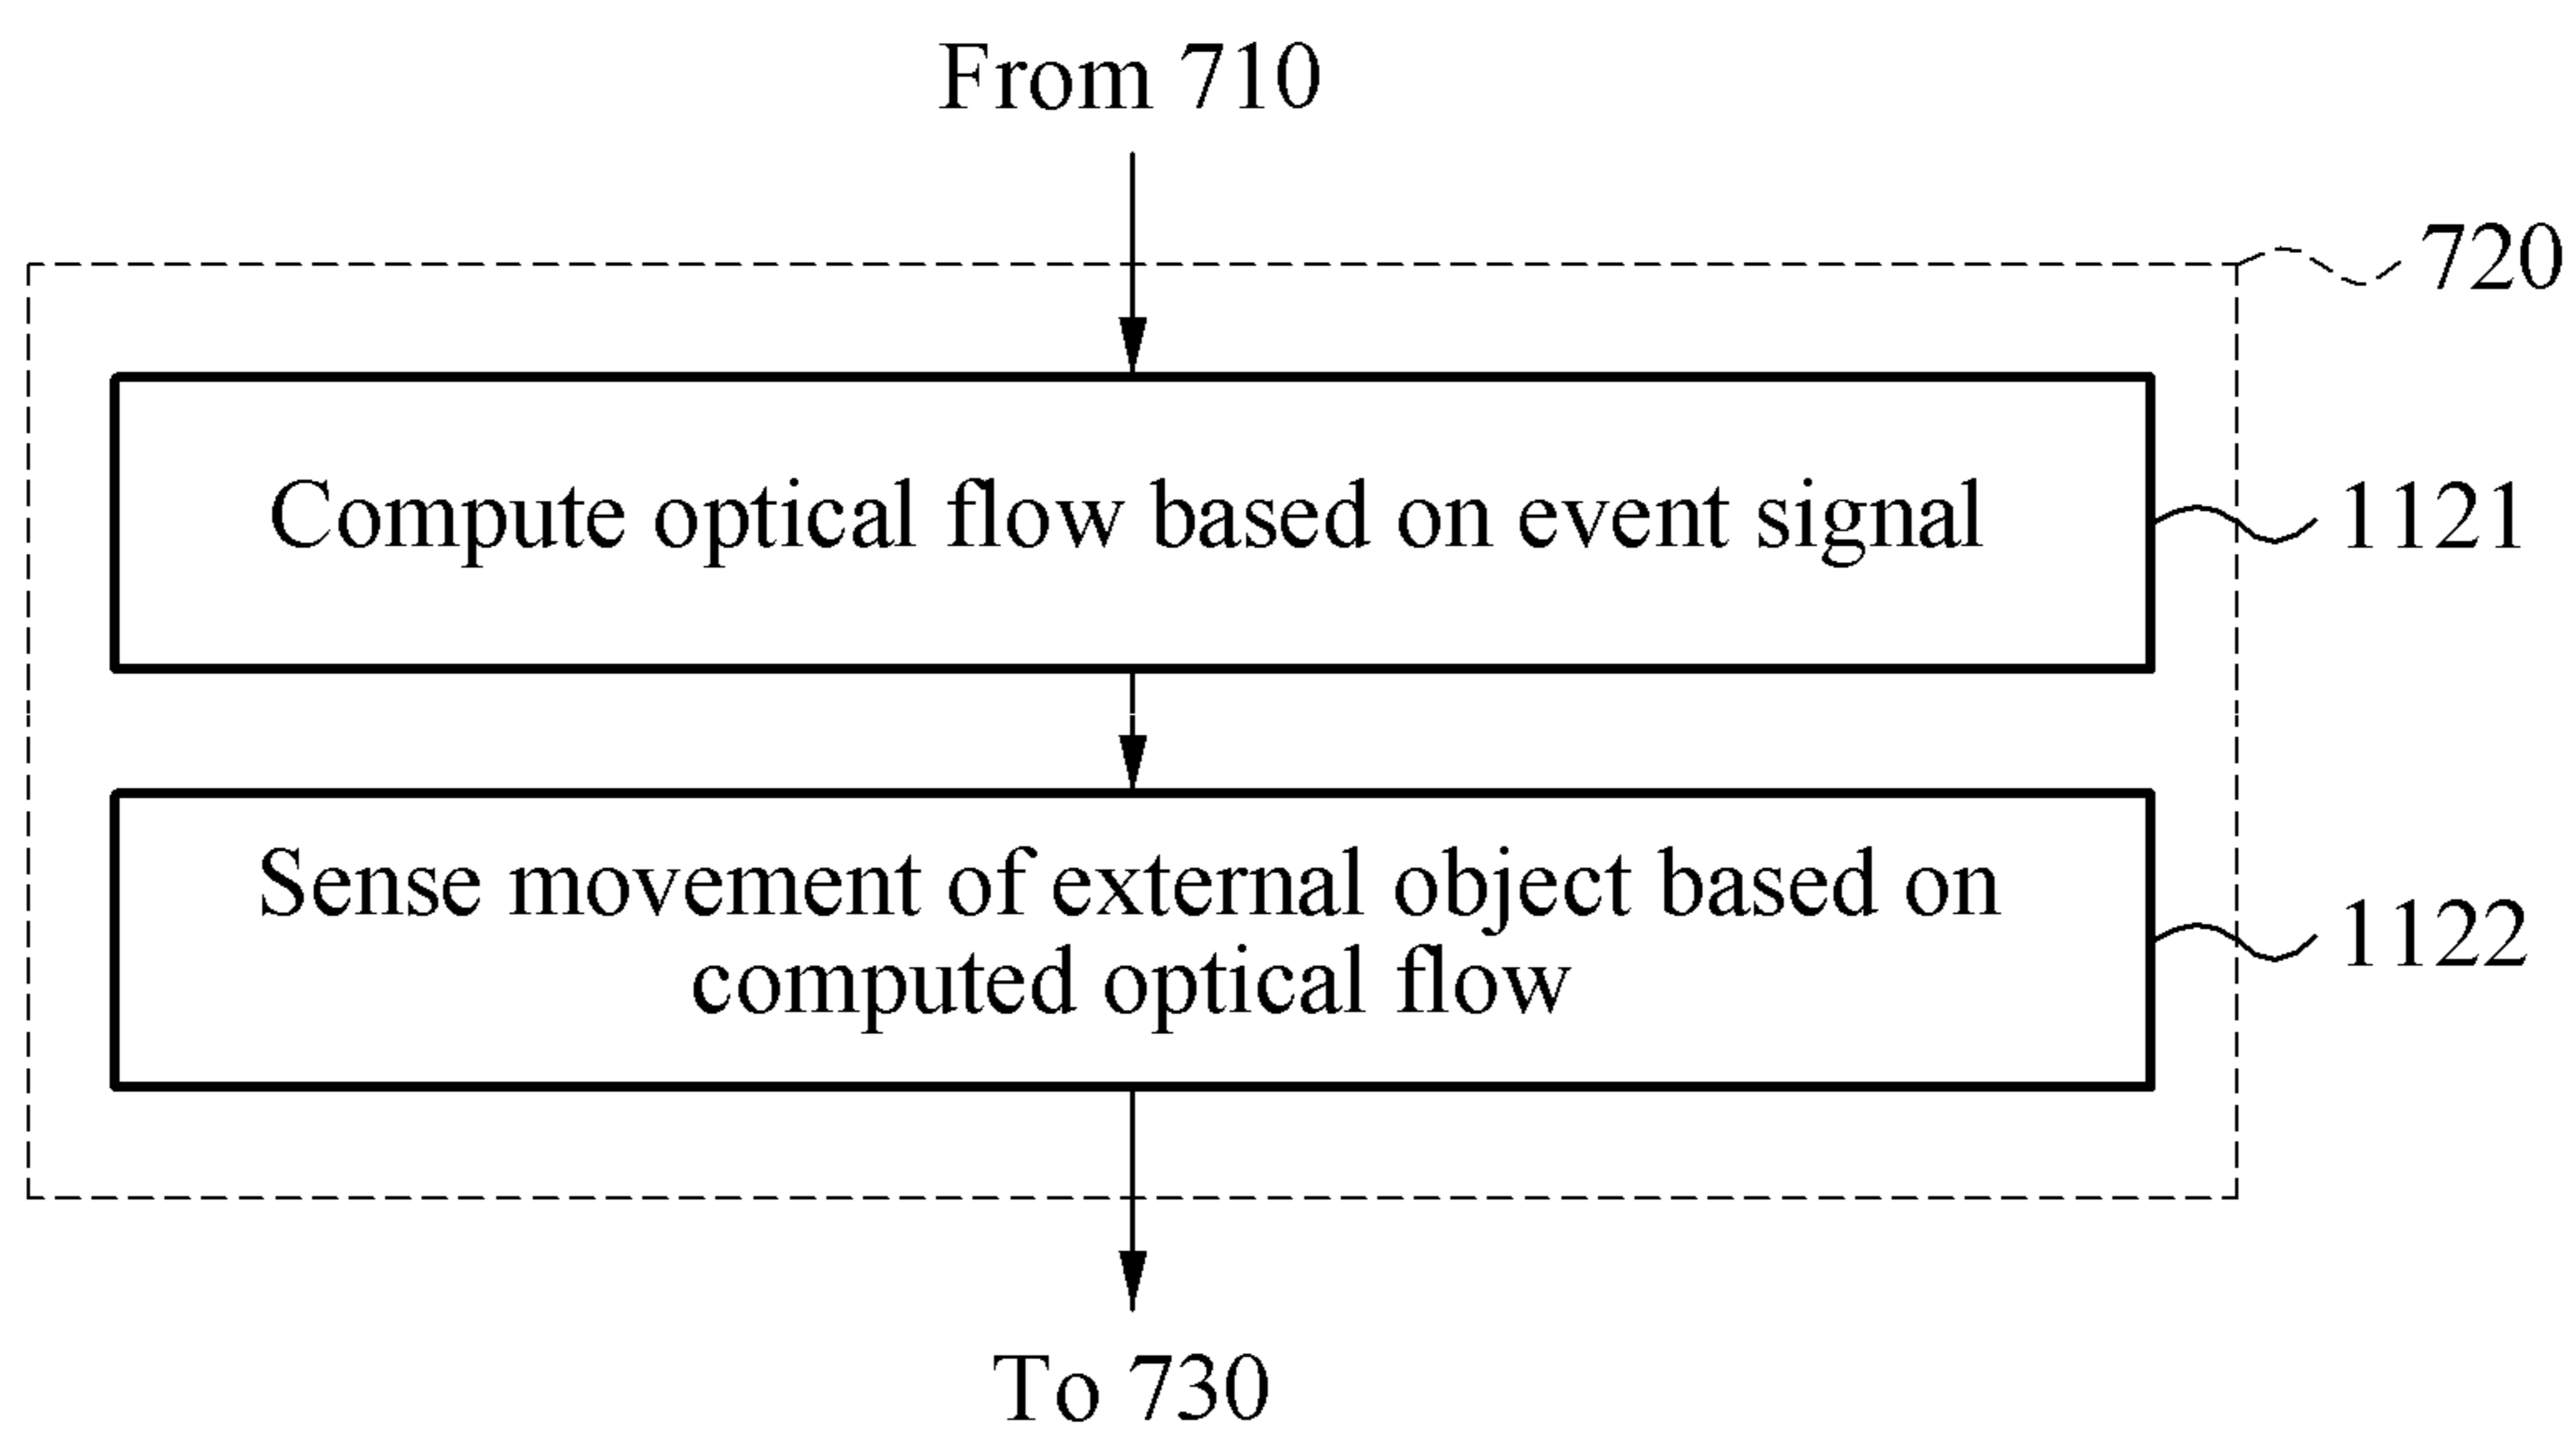 From 710
720
Compute optical flow based on event signal
1121
Sense movement of external object based on
computed optical flow
1122
To 730